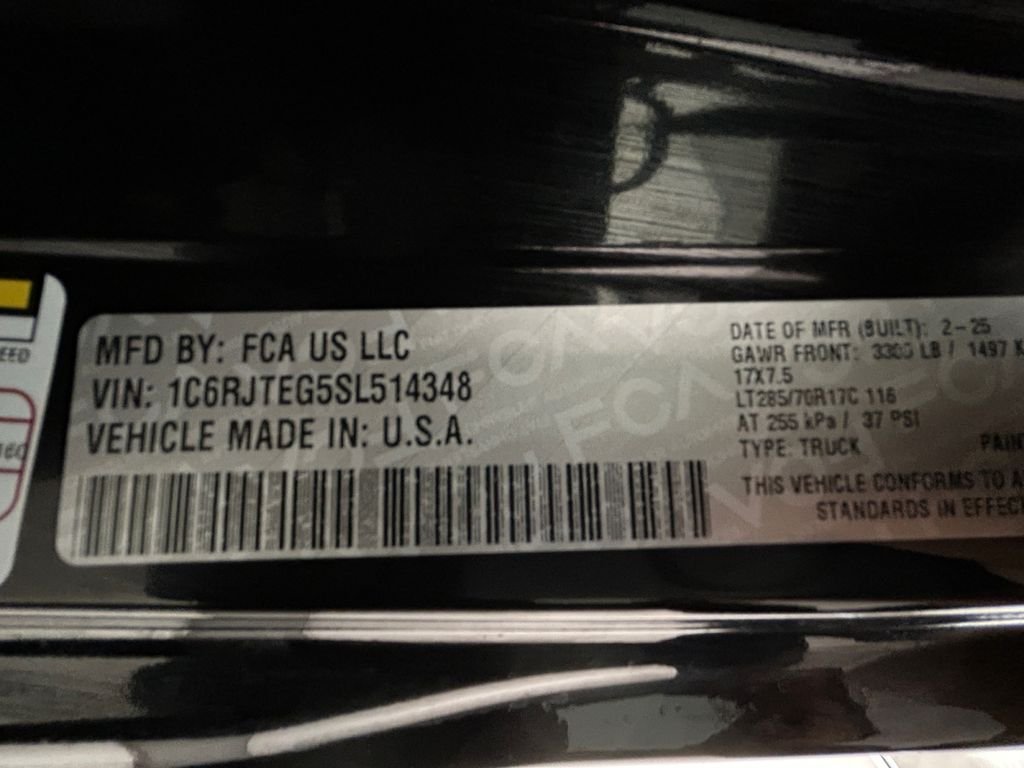 MFD BY: FCA US LLC
VIN: 1C6RJTEG5SL514348
VEHICLE MADE IN: U.S.A.
DATE OF MFR (BUILT): 2-25
GAWR FRONT: 3300 LB / 1497 K
17X7.5
LT285/70R17C 116
AT 255 kPa / 37 PSI
TYPE: TRUCK
PAIN
THIS VEHICLE CONFORMS TO A
STANDARDS IN EFFEC
EED